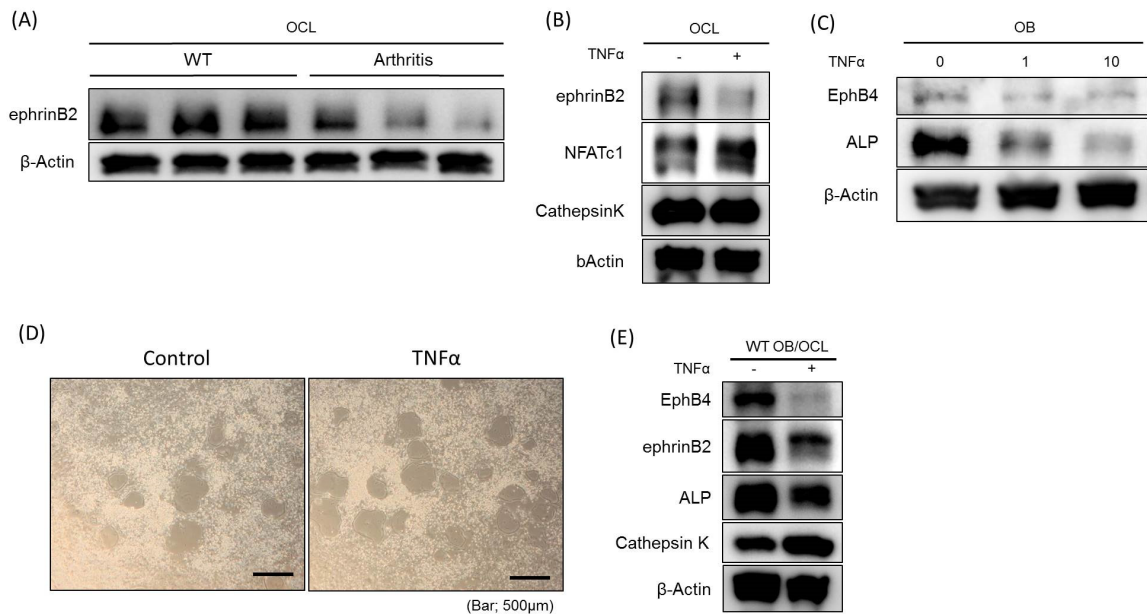 (A)
OCL
WT Arthritis
ephrinB2
β-Actin
(B)
OCL
TNFα - +
ephrinB2
NFATc1
CathepsinK
bActin
(C)
OB
TNFα 0 1 10
EphB4
ALP
β-Actin
(D)
Control TNFα
(Bar; 500μm)
(E)
WT OB/OCL
TNFα - +
EphB4
ephrinB2
ALP
Cathepsin K
β-Actin